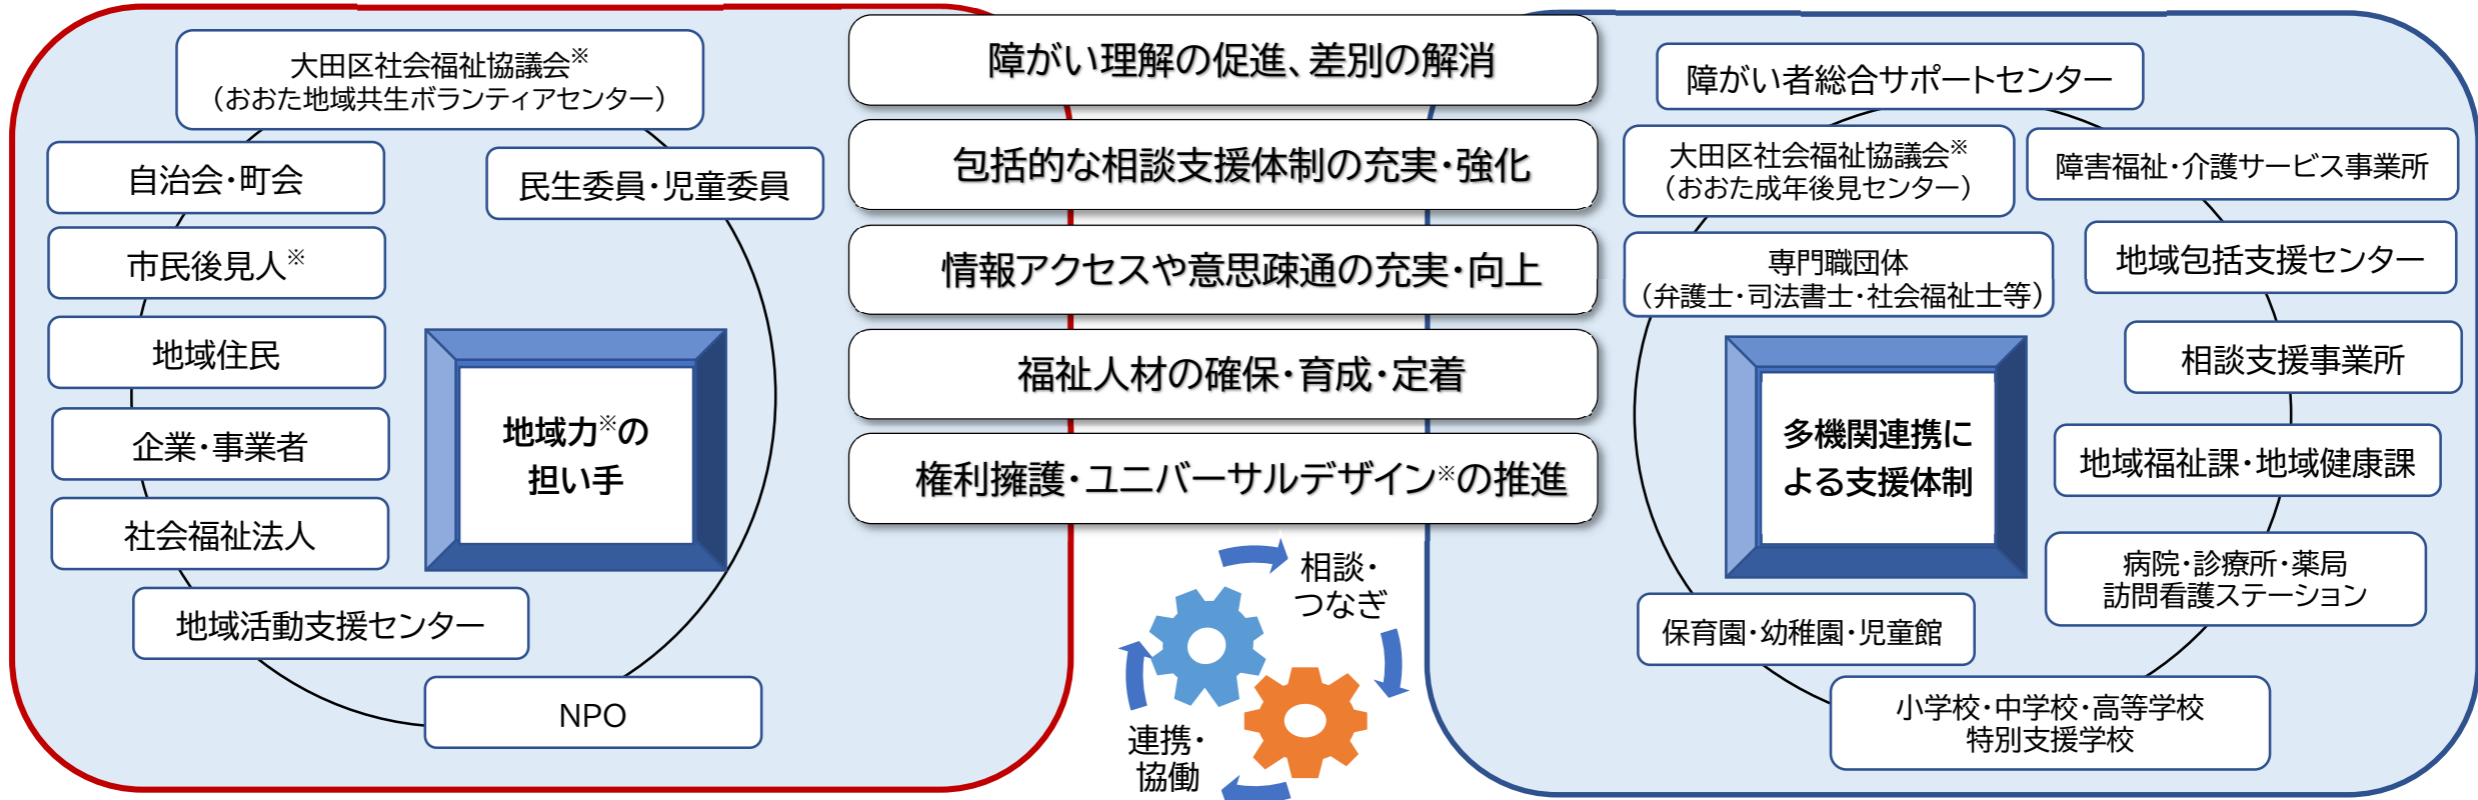 大田区社会福祉協議会※
(おおた地域共生ボランティアセンター)
自治会・町会
民生委員・児童委員
市民後見人※
地域住民
企業・事業者
社会福祉法人
地域活動支援センター
NPO
地域力※の
担い手
障がい理解の促進、差別の解消
包括的な相談支援体制の充実・強化
情報アクセスや意思疎通の充実・向上
福祉人材の確保・育成・定着
権利擁護・ユニバーサルデザイン※の推進
相談・
つなぎ
連携・
協働
障がい者総合サポートセンター
大田区社会福祉協議会※
(おおた成年後見センター)
障害福祉・介護サービス事業所
専門職団体
(弁護士・司法書士・社会福祉士等)
地域包括支援センター
相談支援事業所
多機関連携に
よる支援体制
地域福祉課・地域健康課
病院・診療所・薬局
訪問看護ステーション
保育園・幼稚園・児童館
小学校・中学校・高等学校
特別支援学校